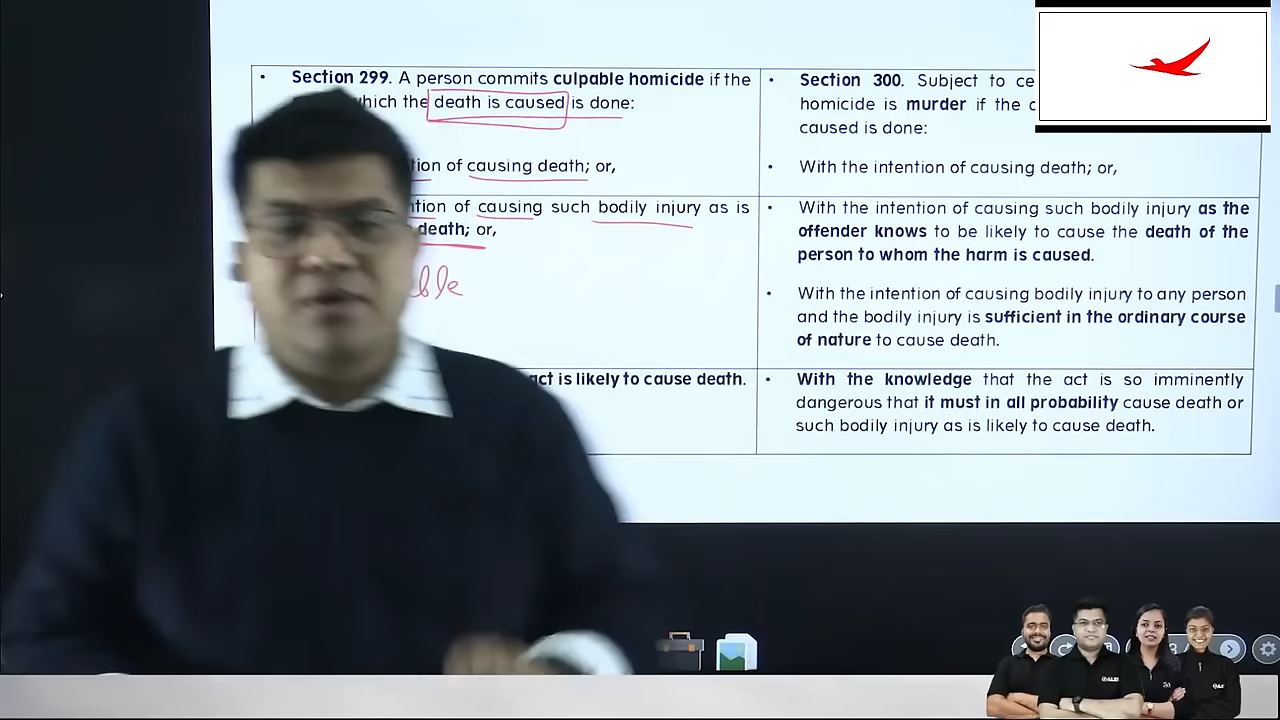 • Section 299. A person commits culpable homicide if the
which the death is caused is done:
of causing death; or,
of causing such bodily injury as is
death; or,
act is likely to cause death.
• Section 300. Subject to
homicide is murder if the
caused is done:
• With the intention of causing death; or,
• With the intention of causing such bodily injury as the
offender knows to be likely to cause the death of the
person to whom the harm is caused.
• With the intention of causing bodily injury to any person
and the bodily injury is sufficient in the ordinary course
of nature to cause death.
• With the knowledge that the act is so imminently
dangerous that it must in all probability cause death or
such bodily injury as is likely to cause death.